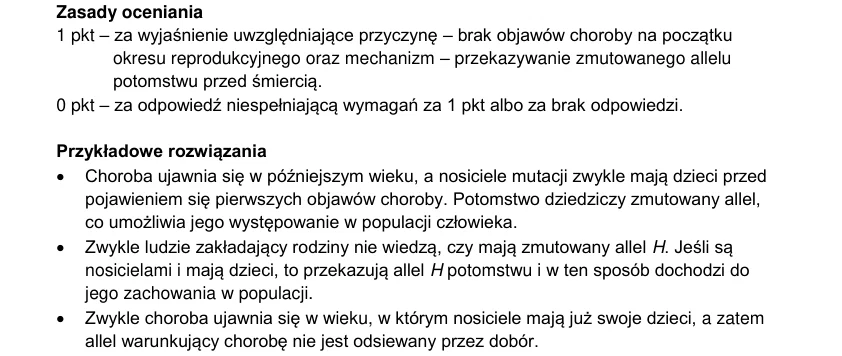 Zasady oceniania
1 pkt – za wyjaśnienie uwzględniające przyczynę – brak objawów choroby na początku
okresu reprodukcyjnego oraz mechanizm – przekazywanie zmutowanego allelu
potomstwu przed śmiercią.
0 pkt – za odpowiedź niespełniającą wymagań za 1 pkt albo za brak odpowiedzi.
Przykładowe rozwiązania
• Choroba ujawnia się w późniejszym wieku, a nosiciele mutacji zwykle mają dzieci przed
pojawieniem się pierwszych objawów choroby. Potomstwo dziedziczy zmutowany allel,
co umożliwia jego występowanie w populacji człowieka.
• Zwykle ludzie zakładający rodziny nie wiedzą, czy mają zmutowany allel H. Jeśli są
nosicielami i mają dzieci, to przekazują allel H potomstwu i w ten sposób dochodzi do
jego zachowania w populacji.
• Zwykle choroba ujawnia się w wieku, w którym nosiciele mają już swoje dzieci, a zatem
allel warunkujący chorobę nie jest odsiewany przez dobór.